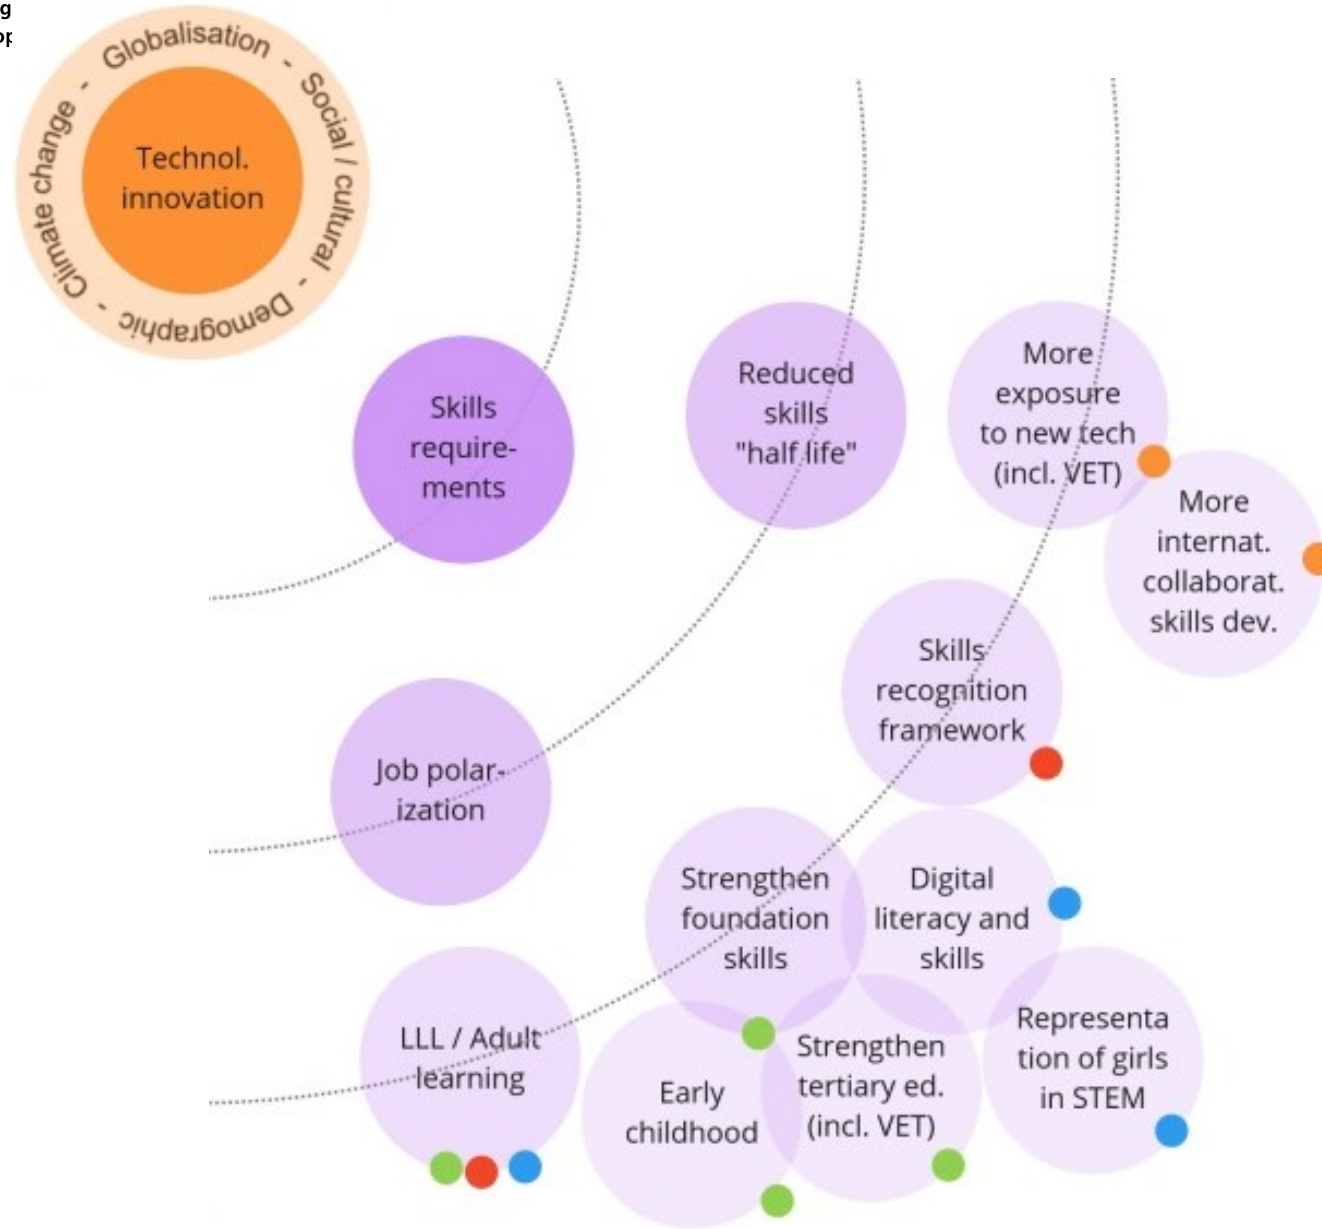 g
Globalisation - Social / cultural - Demographic - Climate change -
Technol.
innovation
Skills
require-
ments
Reduced
skills
"half life"
More
exposure
to new tech
(incl. VET)
More
internat.
collaborat.
skills dev.
Skills
recognition
framework
Job polar-
ization
Strengthen
foundation
skills
Digital
literacy and
skills
LLL / Adult
learning
Early
childhood
Strengthen
tertiary ed.
(incl. VET)
Representa
tion of girls
in STEM